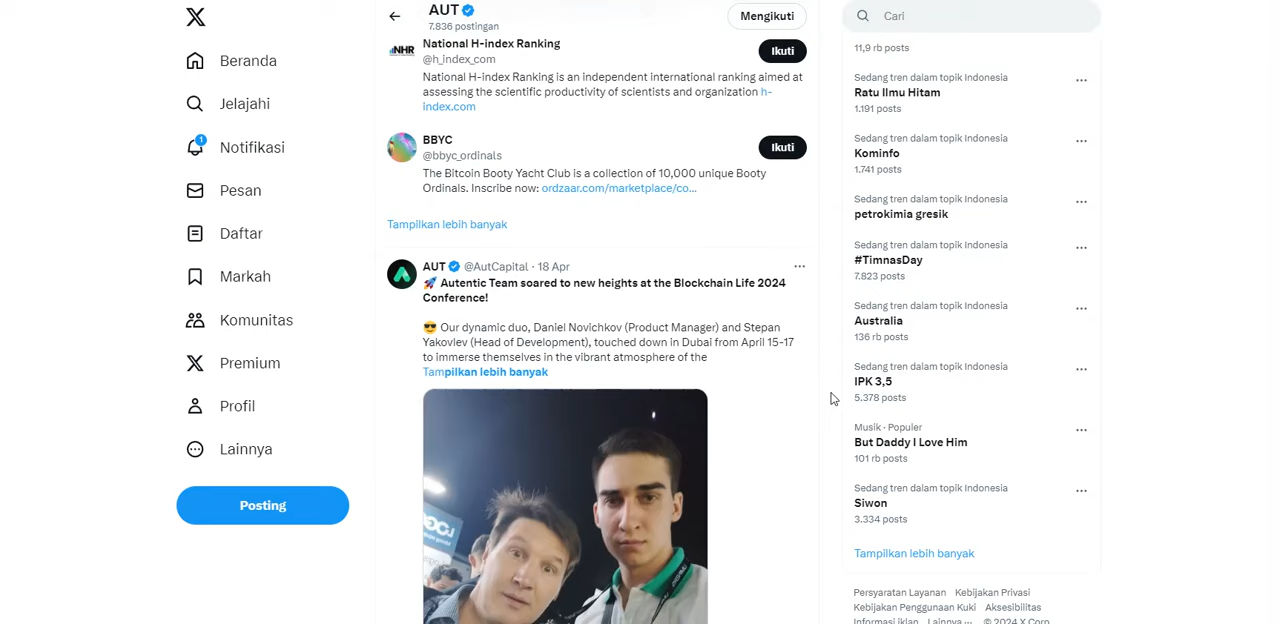 Beranda
Jelajahi
1
Notifikasi
Pesan
Daftar
Markah
Komunitas
Premium
Profil
Lainnya
Posting
AUT
7.836 postingan
Mengikuti
NHR
National H-index Ranking
@h_index_com
Ikuti
National H-index Ranking is an independent international ranking aimed at
assessing the scientific productivity of scientists and organization h-
index.com
BBYC
@bbyc_ordinals
Ikuti
The Bitcoin Booty Yacht Club is a collection of 10,000 unique Booty
Ordinals. Inscribe now: ordzaar.com/marketplace/co...
Tampilkan lebih banyak
AUT @AutCapital · 18 Apr
🚀 Autentic Team soared to new heights at the Blockchain Life 2024
Conference!
😎 Our dynamic duo, Daniel Novichkov (Product Manager) and Stepan
Yakovlev (Head of Development), touched down in Dubai from April 15-17
to immerse themselves in the vibrant atmosphere of the
Tampilkan lebih banyak
Cari
11,9 rb posts
Sedang tren dalam topik Indonesia
Ratu Ilmu Hitam
1.191 posts
Sedang tren dalam topik Indonesia
Kominfo
1.741 posts
Sedang tren dalam topik Indonesia
petrokimia gresik
Sedang tren dalam topik Indonesia
#TimnasDay
7.823 posts
Sedang tren dalam topik Indonesia
Australia
136 rb posts
Sedang tren dalam topik Indonesia
IPK 3,5
5.378 posts
Musik · Populer
But Daddy I Love Him
101 rb posts
Sedang tren dalam topik Indonesia
Siwon
3.334 posts
Tampilkan lebih banyak
Persyaratan Layanan Kebijakan Privasi
Kebijakan Penggunaan Kuki Aksesibilitas
Informasi iklan Lainnya ... © 2024 X Corp.